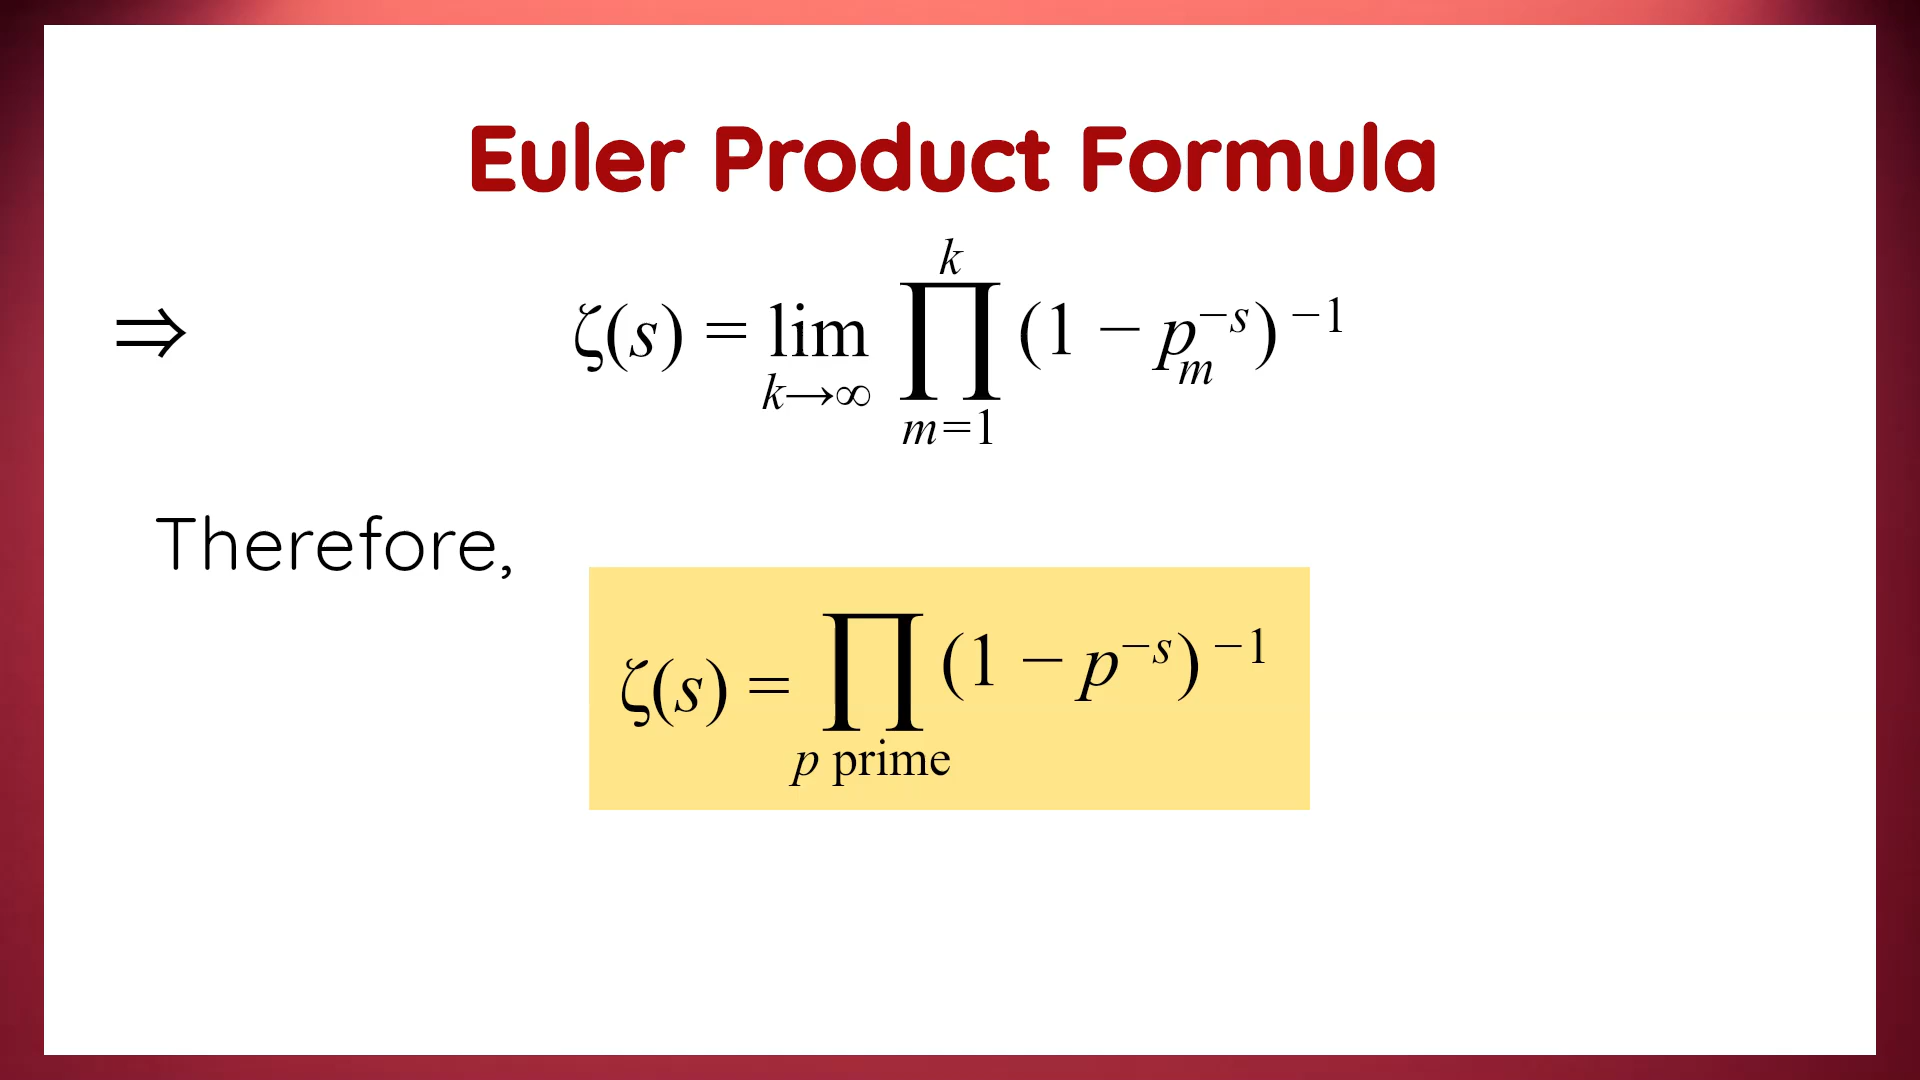 Euler Product Formula
⇒ ζ(s) = lim_{k→∞} ∏_{m=1}^{k} (1 − p_m^{−s})^{−1}
Therefore,
ζ(s) = ∏_{p prime} (1 − p^{−s})^{−1}